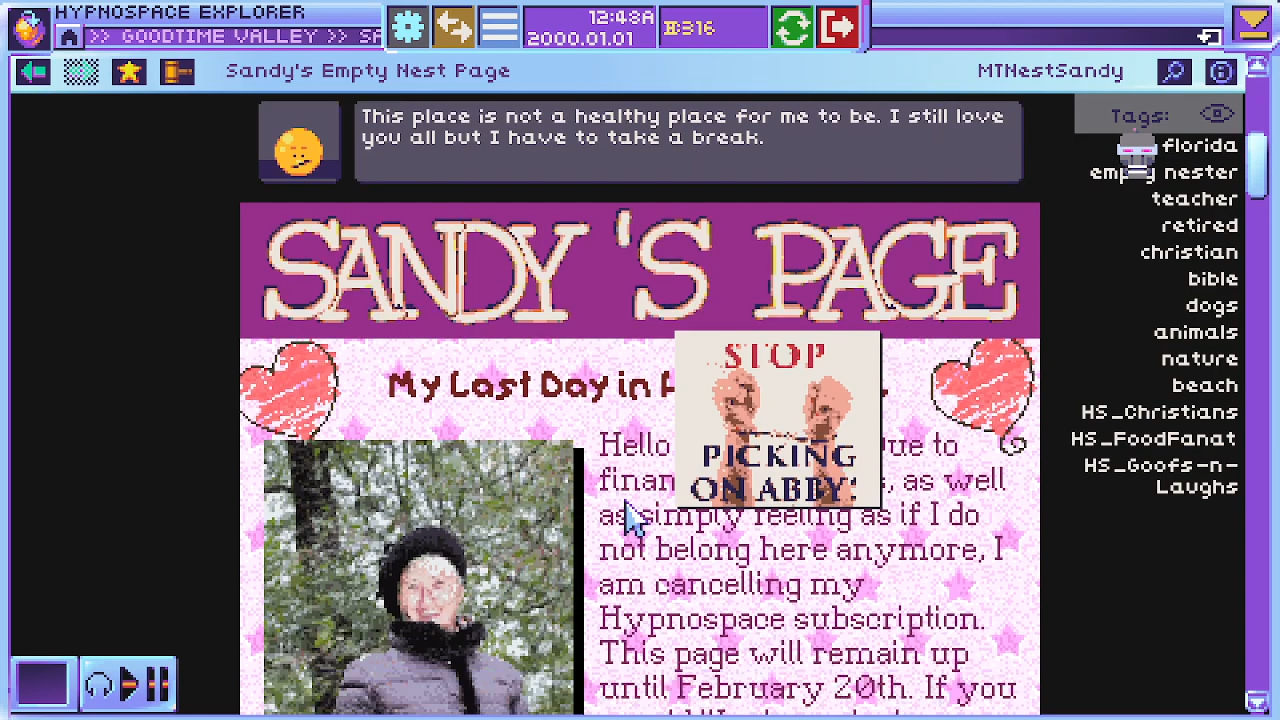 HYPNOSPACE EXPLORER
>> GOODTIME VALLEY >> SA
12:43A
2000.01.01
316
Sandy's Empty Nest Page
MTNestSandy
This place is not a healthy place for me to be. I still love
you all but I have to take a break.
Tags:
florida
nester
teacher
retired
christian
bible
dogs
animals
nature
beach
HS_Christians
HS_FoodFanat
HS_Goofs-n-
Laughs
SANDY'S PAGE
My Last Day in
STOP
PICKING
ON ABBY!
Hello
to
as well
as simply feeling as if I do
not belong here anymore, I
am cancelling my
Hypnospace subscription.
This page will remain up
until February 20th. If you